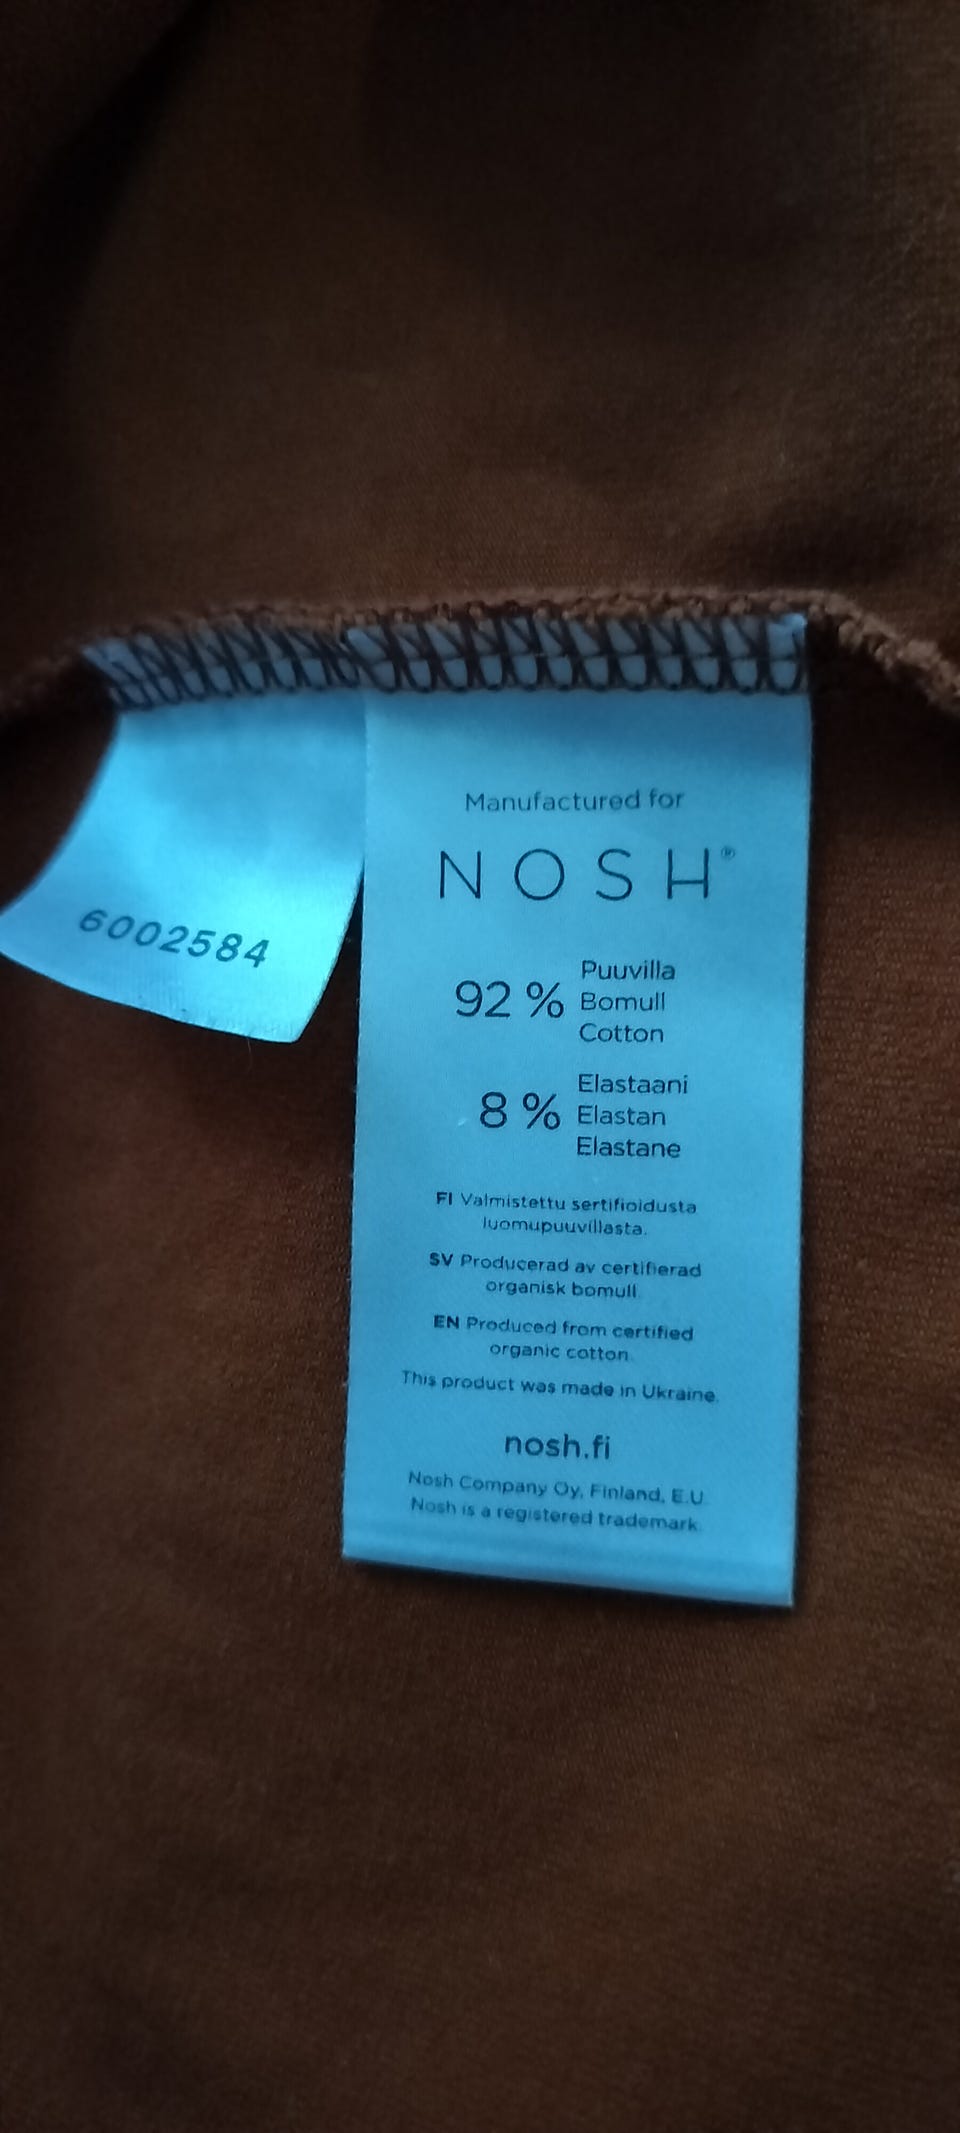 6002584
Manufactured for
NOSH®
92 %
Puuvilla
Bomull
Cotton
8 %
Elastaani
Elastan
Elastane
FI Valmistettu sertifioidusta
luomupuuvillasta.
SV Producerad av certifierad
organisk bomull.
EN Produced from certified
organic cotton.
This product was made in Ukraine.
nosh.fi
Nosh Company Oy, Finland, E.U.
Nosh is a registered trademark.